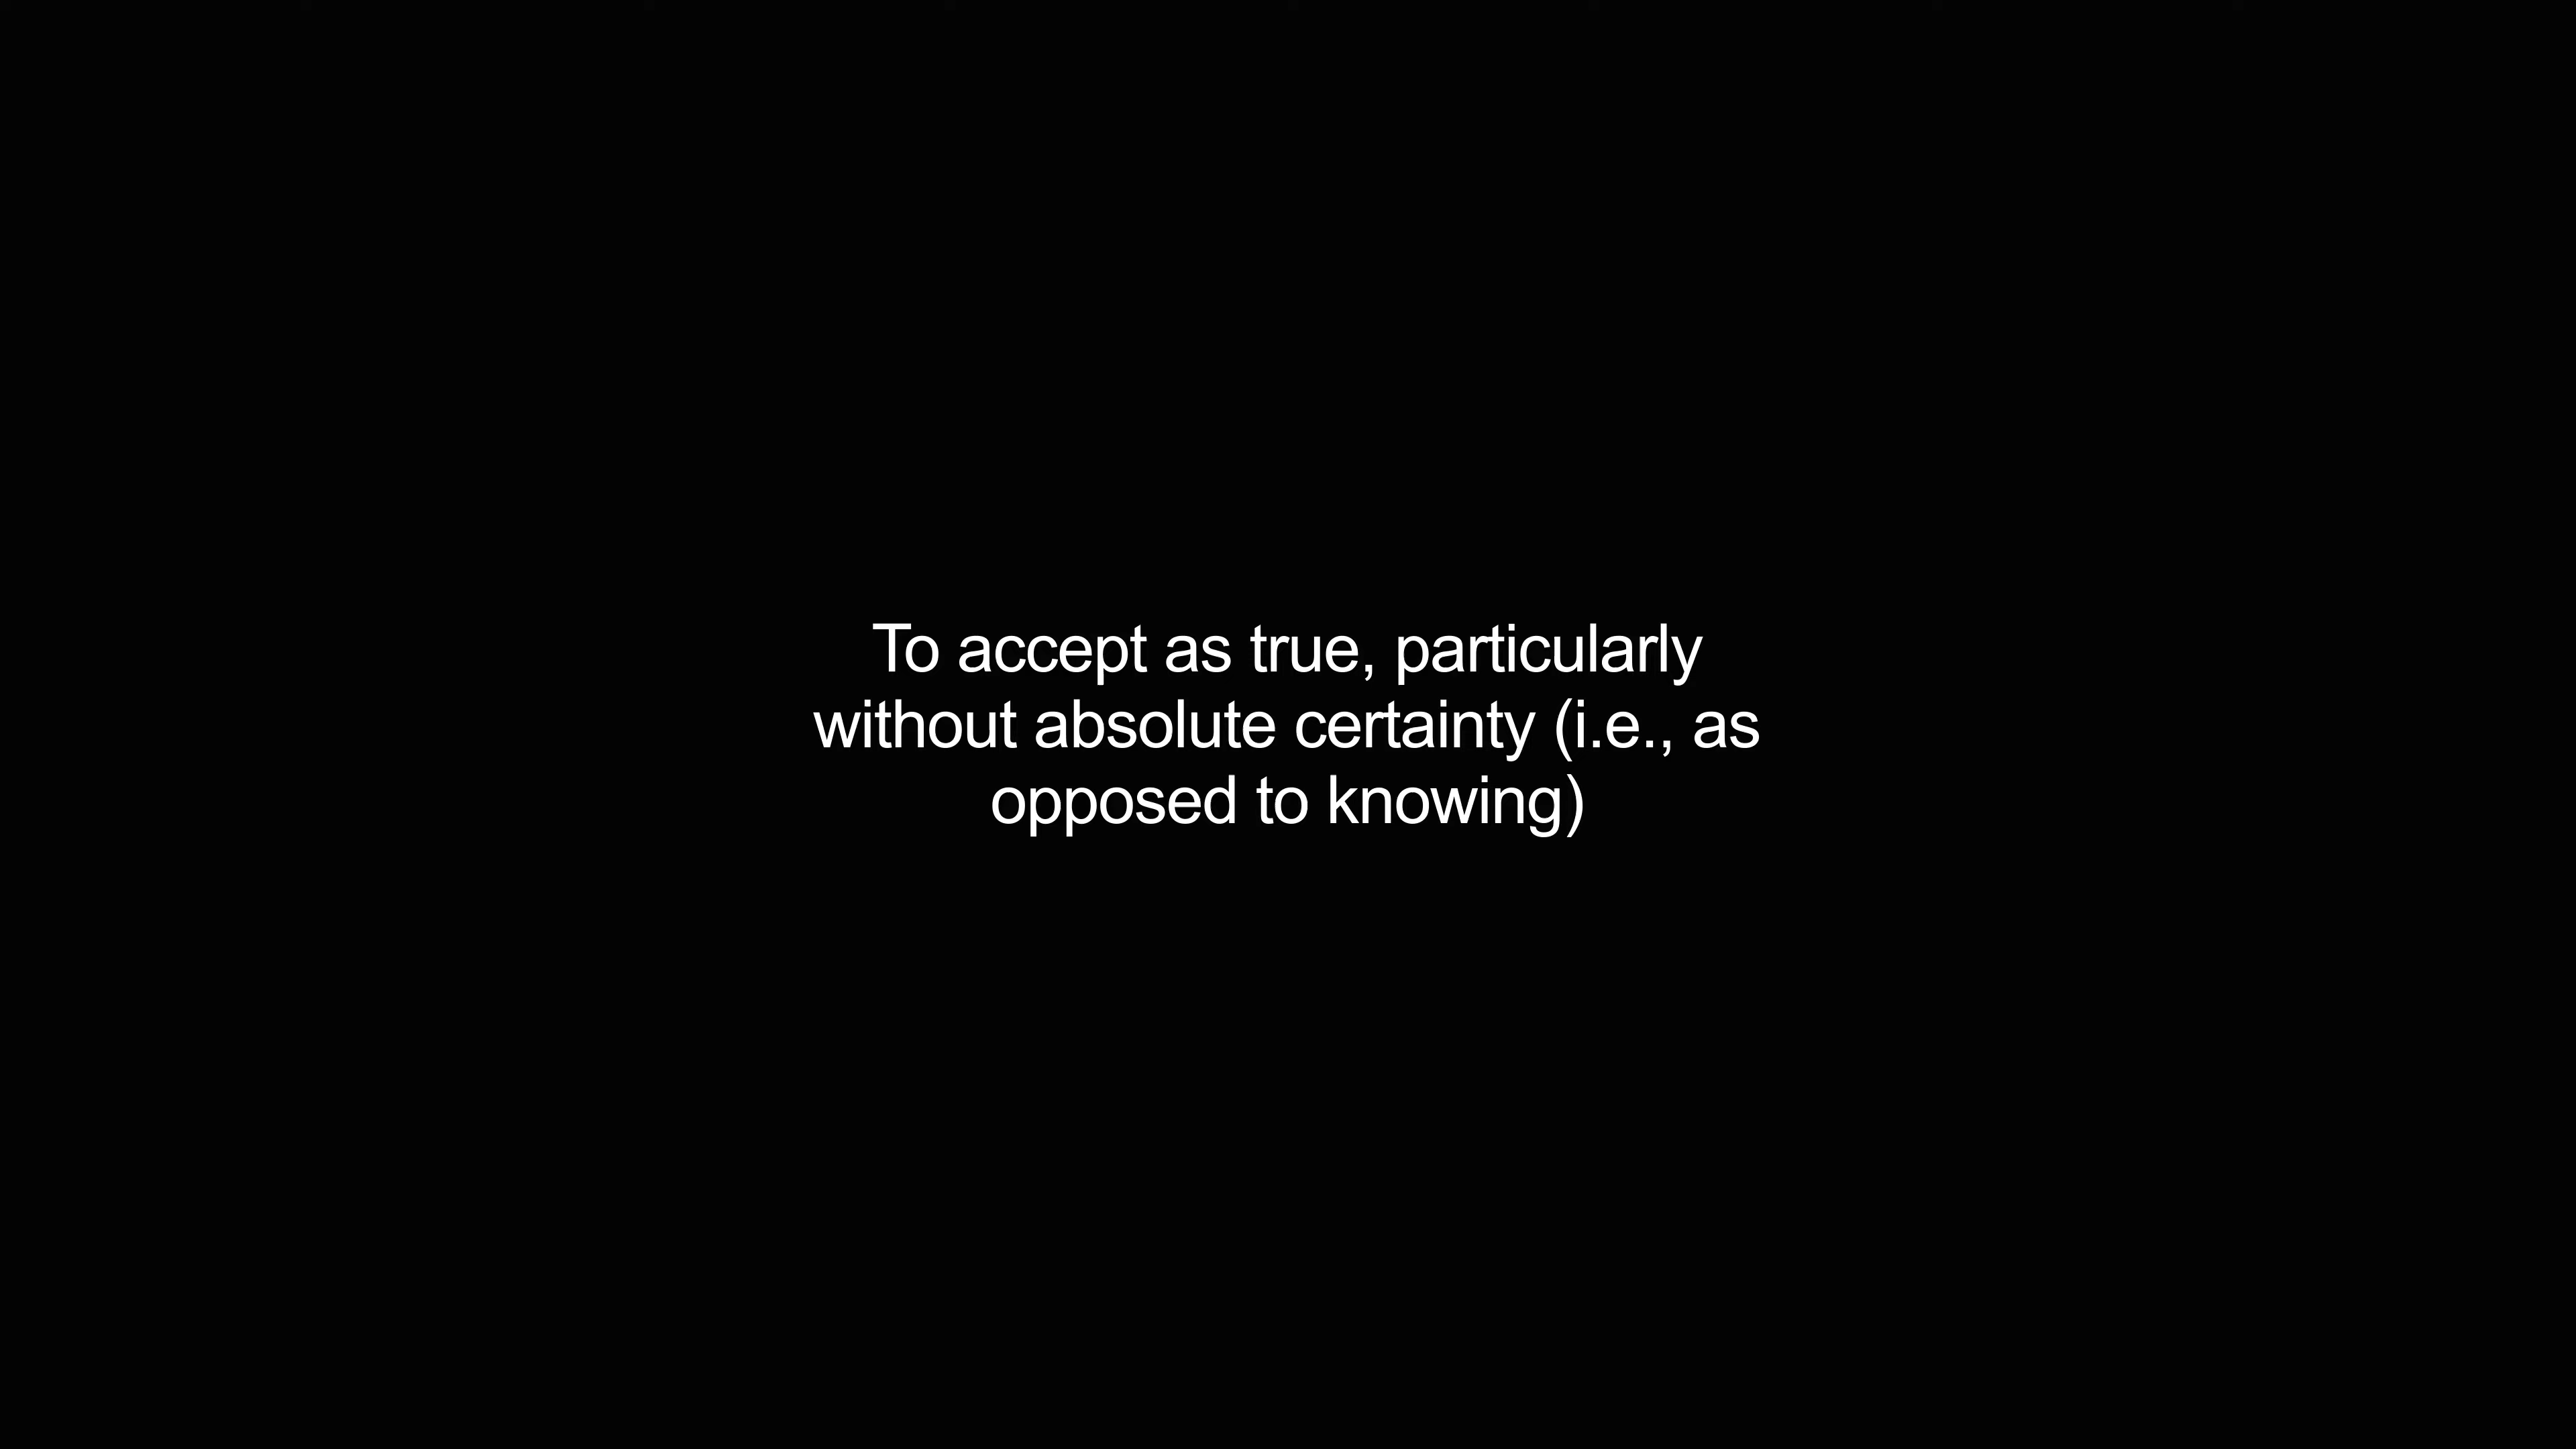 To accept as true, particularly
without absolute certainty (i.e., as
opposed to knowing)